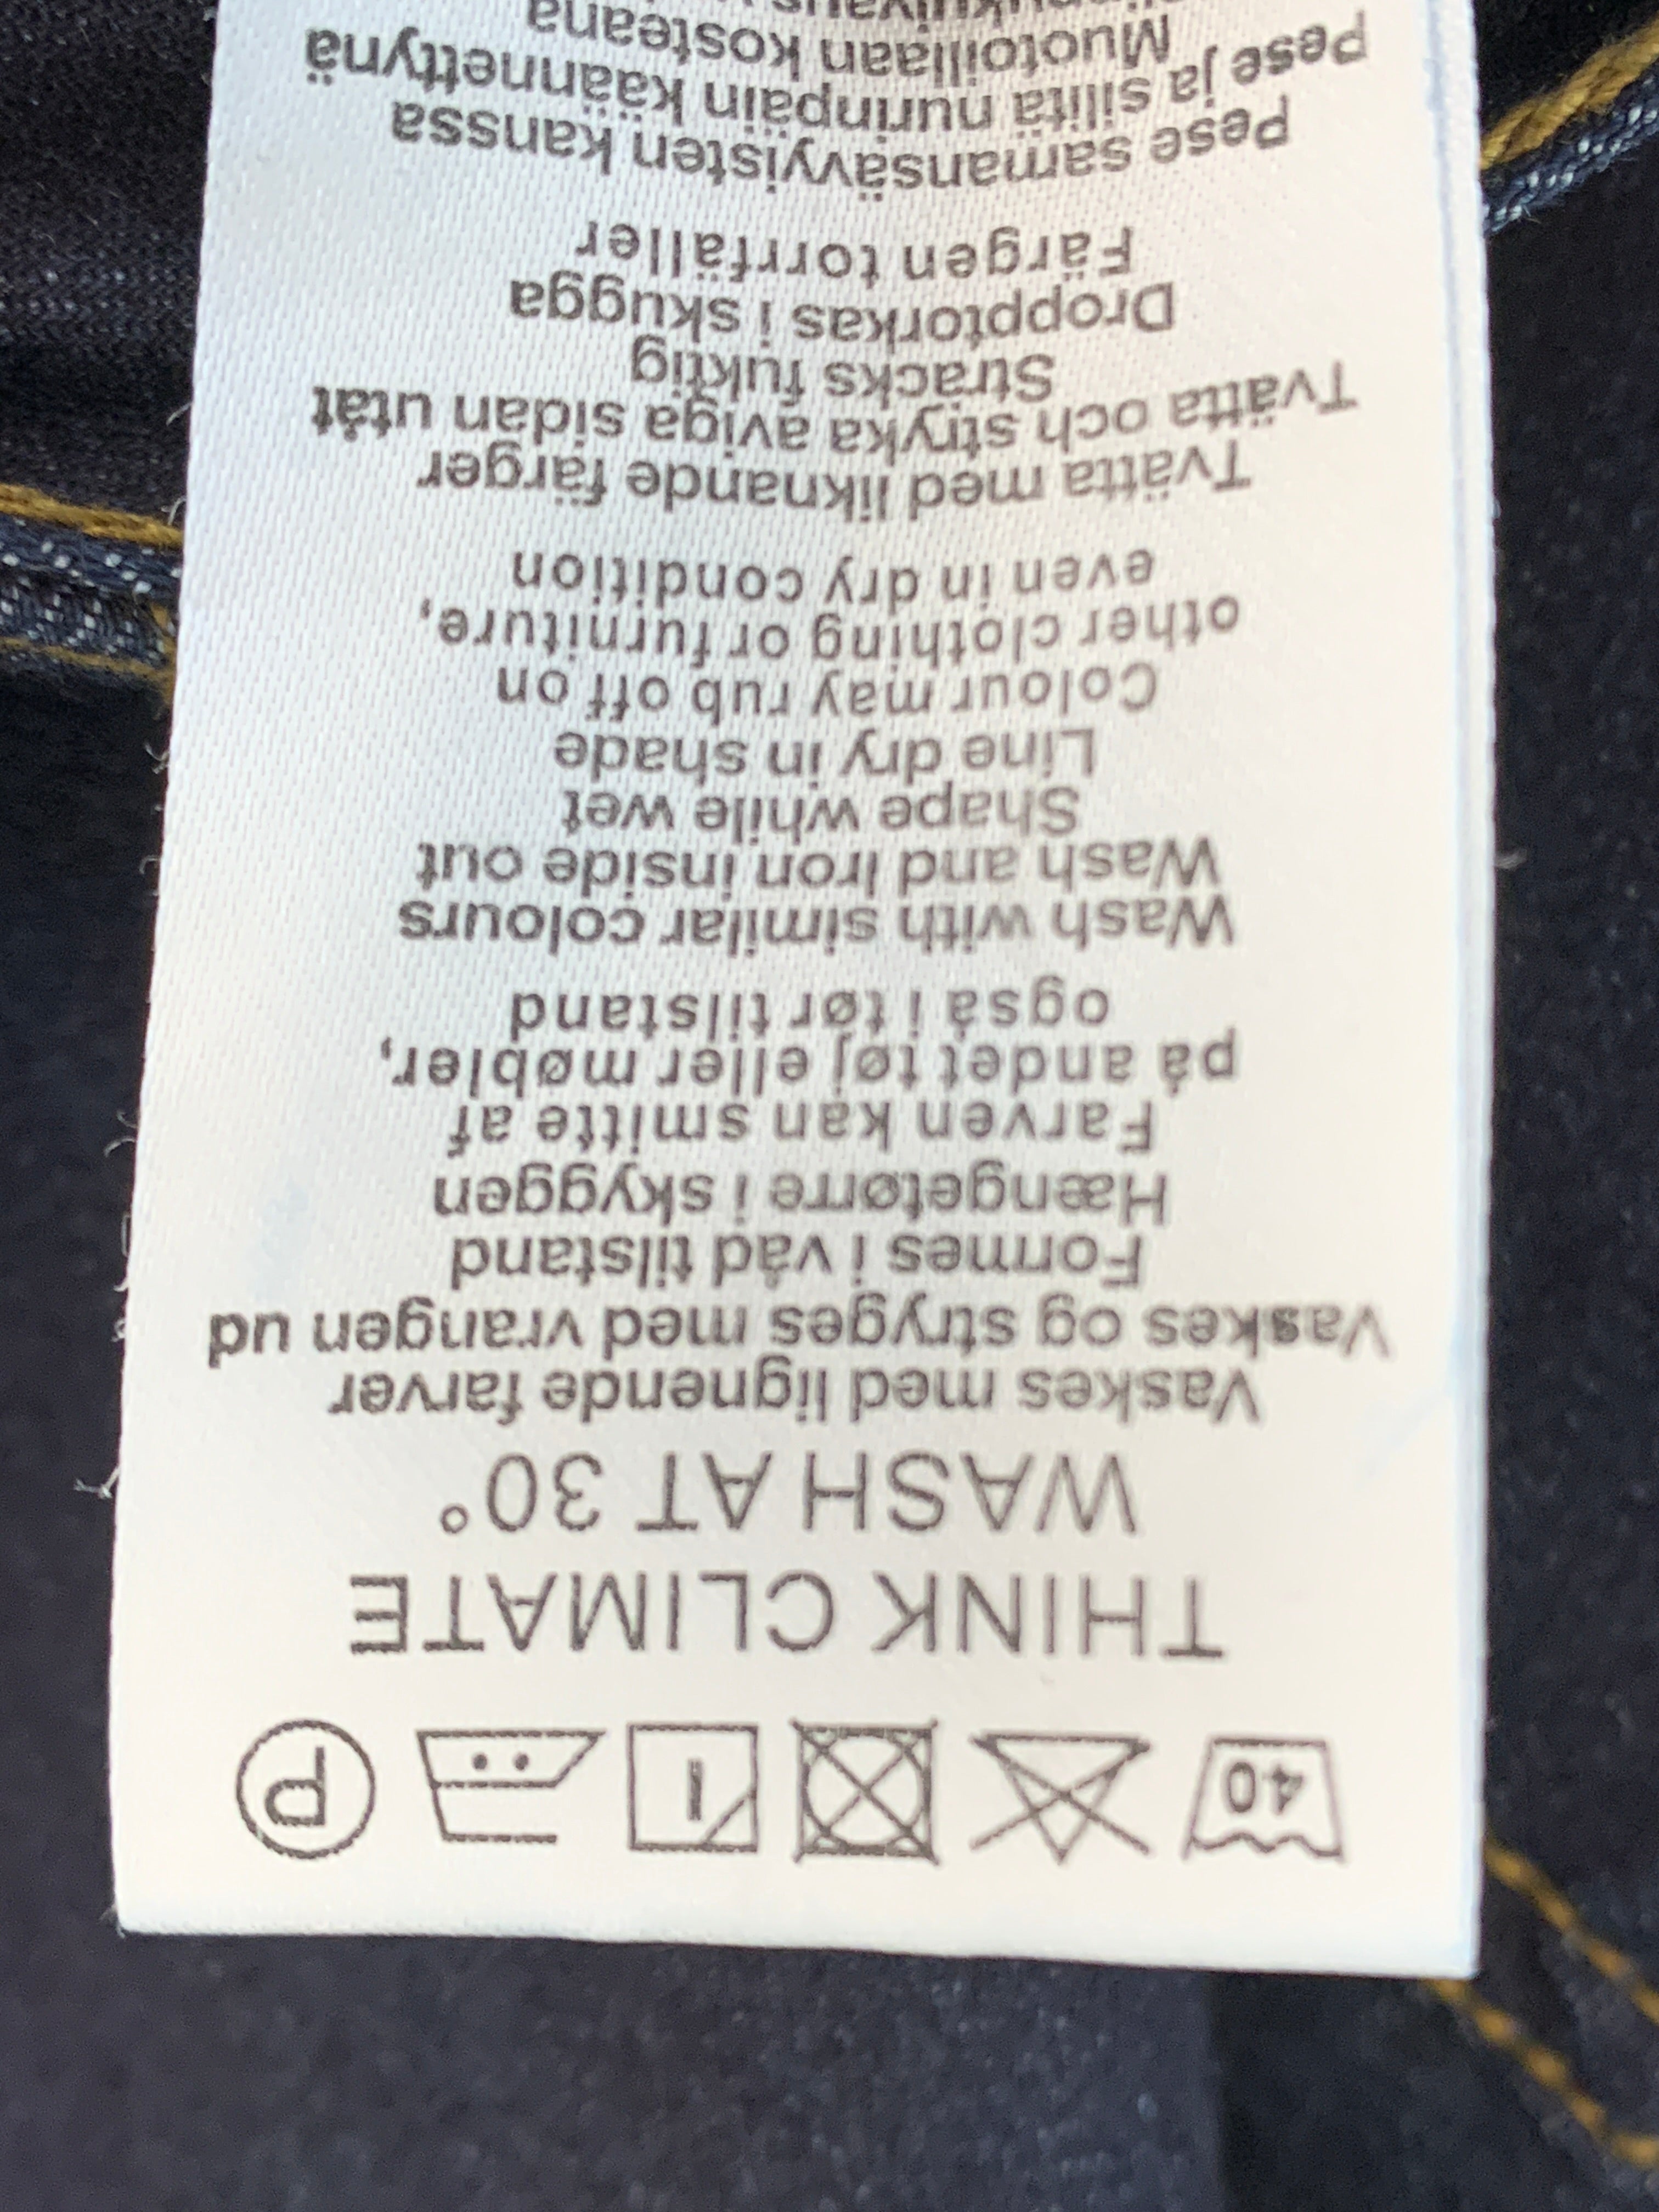 40 P
THINK CLIMATE
WASH AT 30°
Vaskes med lignende farver
Vaskes og stryges med vrangen ud
Formes i våd tilstand
Hængetørre i skyggen
Farven kan smitte af
på andet tøj eller møbler,
også i tør tilstand
Wash with similar colours
Wash and Iron inside out
Shape while wet
Line dry in shade
Colour may rub off on
other clothing or furniture,
even in dry condition
Tvätta med liknande färger
Tvätta och stryka aviga sidan utåt
Sträcks fuktig
Dropptorkas i skugga
Färgen torrfäller
Pese samansävyisten kanssa
Pese ja silitä nurinpäin käännettynä
Muotoillaan kosteana